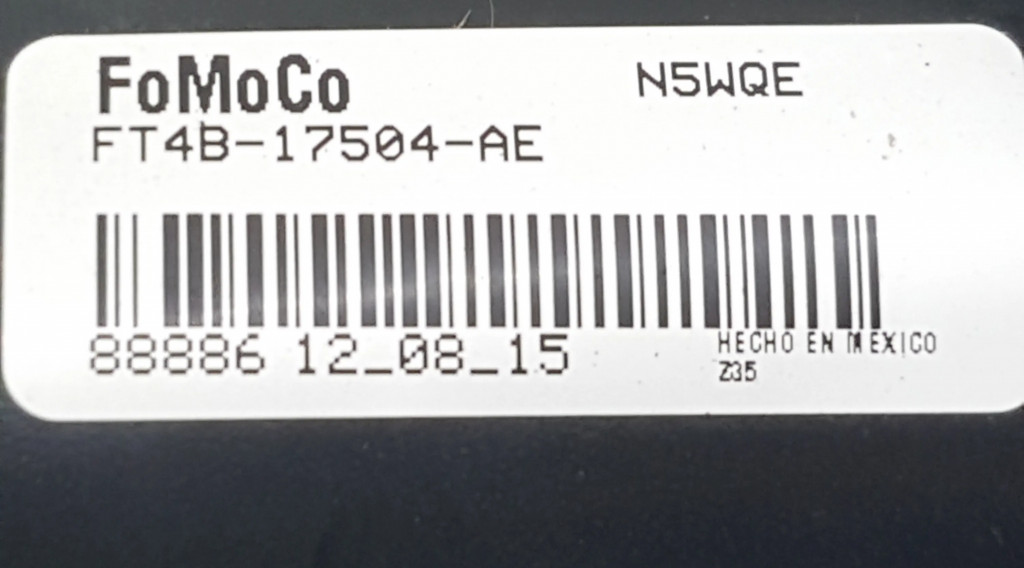 FoMoCo
N5WQE
FT4B-17504-AE
88886 12_08_15
HECHO EN MEXICO
Z35